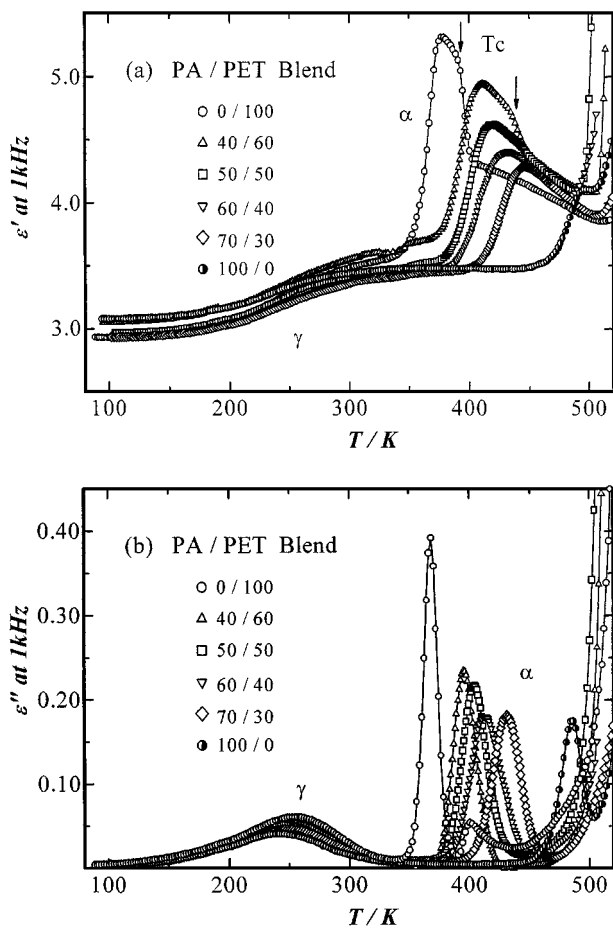 5.0
4.0
3.0
ε' at 1kHz
(a) PA / PET Blend
0 / 100
40 / 60
50 / 50
60 / 40
70 / 30
100 / 0
α
Tc
γ
100
200
300
400
500
T / K
0.40
0.30
0.20
0.10
ε" at 1kHz
(b) PA / PET Blend
0 / 100
40 / 60
50 / 50
60 / 40
70 / 30
100 / 0
α
γ
100
200
300
400
500
T / K